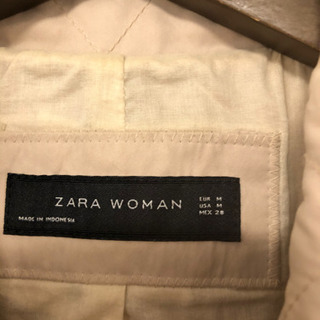 ZARA WOMAN
MADE IN INDONESIA
EUR M
USA M
MEX 28